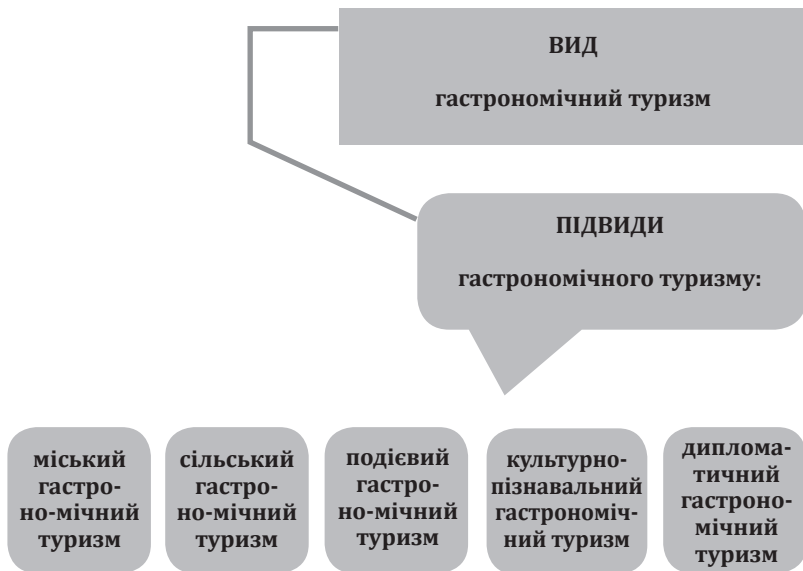 ВИД
гастрономічний туризм
ПІДВИДИ
гастрономічного туризму:
міський
гастро-
но-мічний
туризм
сільський
гастро-
но-мічний
туризм
подієвий
гастро-
но-мічний
туризм
культурно-
пізнавальний
гастрономіч-
ний туризм
диплома-
тичний
гастроно-
мічний
туризм